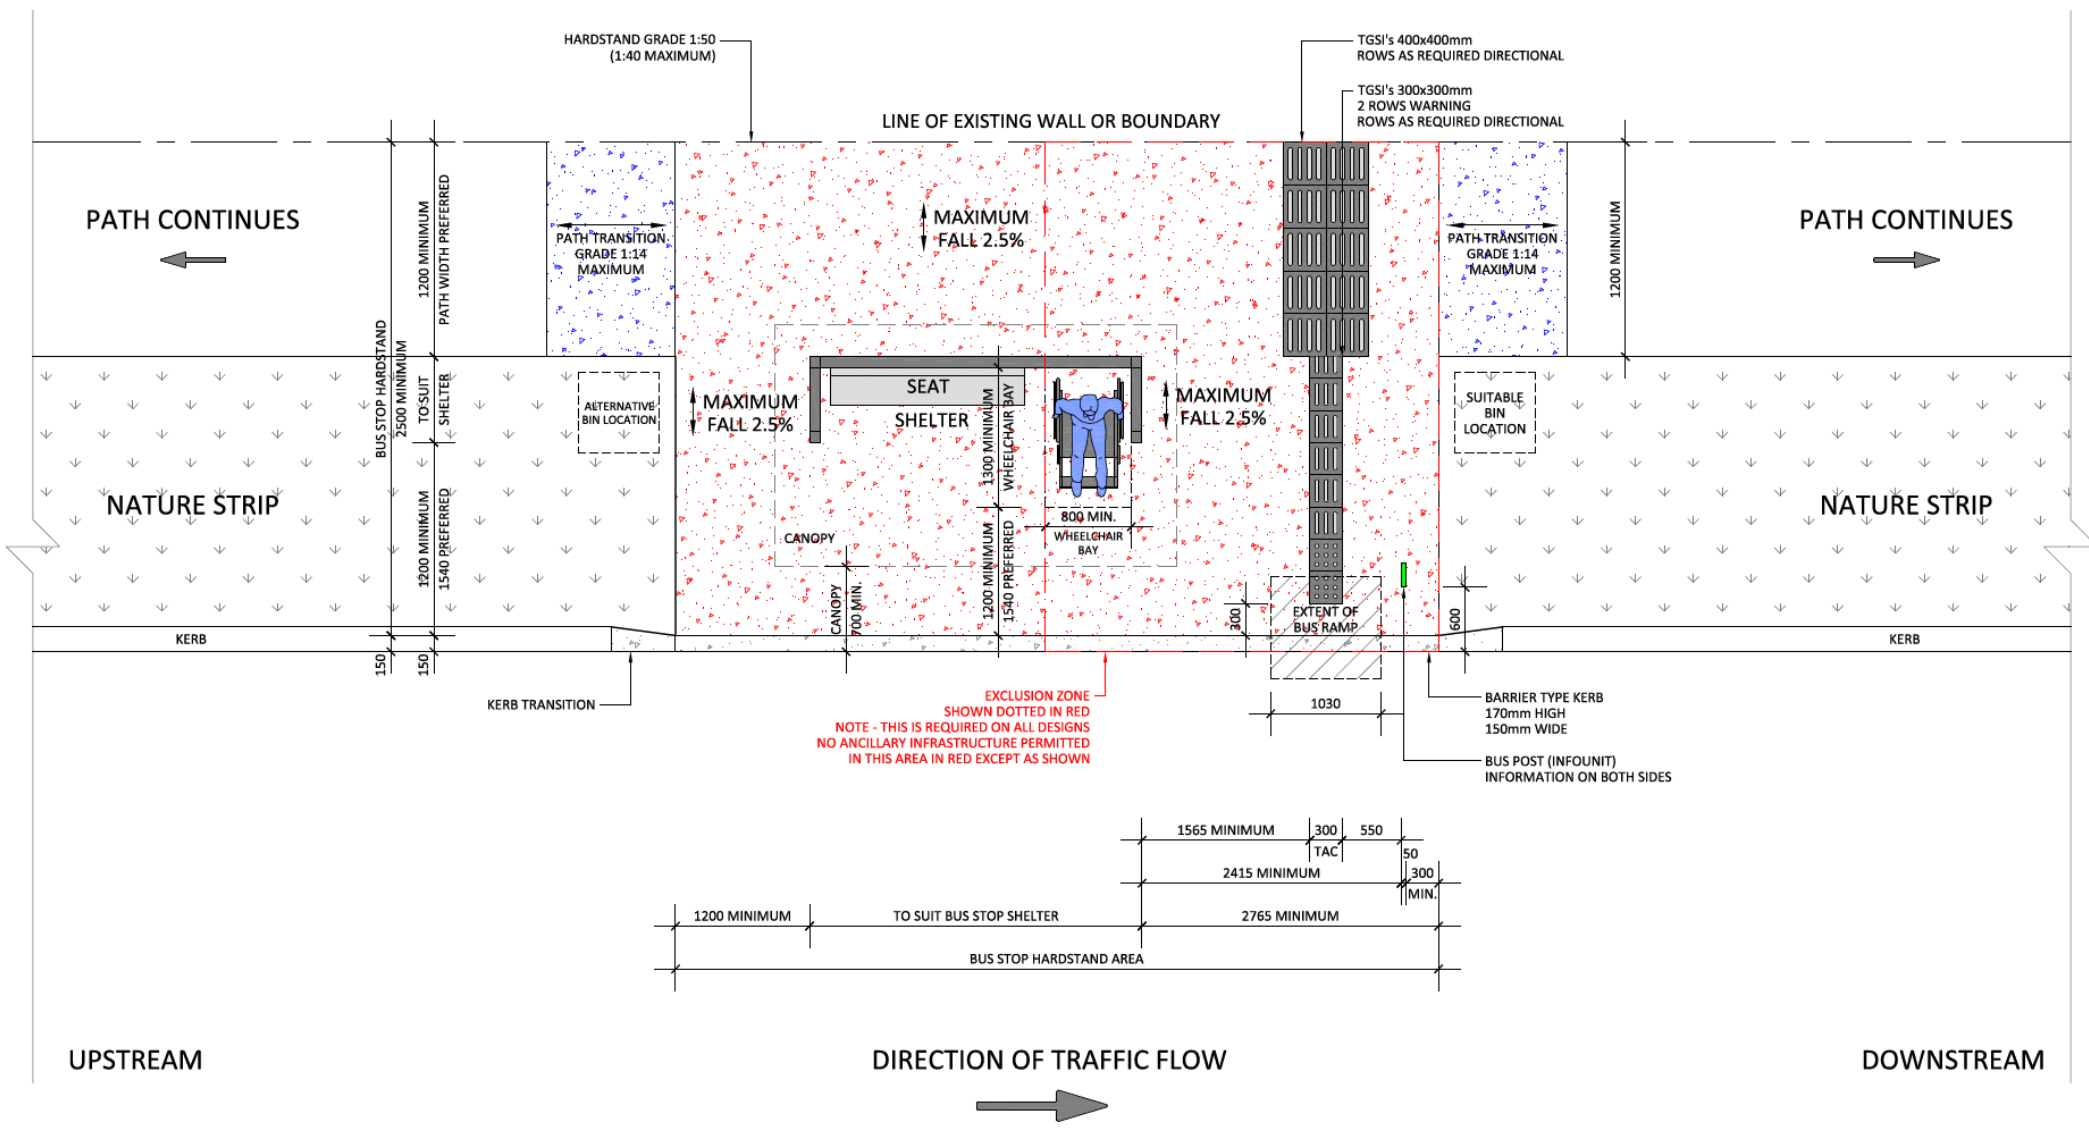 HARDSTAND GRADE 1:50
(1:40 MAXIMUM)
TGSI's 400x400mm
ROWS AS REQUIRED DIRECTIONAL
TGSI's 300x300mm
2 ROWS WARNING
ROWS AS REQUIRED DIRECTIONAL
LINE OF EXISTING WALL OR BOUNDARY
PATH CONTINUES
1200 MINIMUM
PATH WIDTH PREFERRED
PATH TRANSITION
GRADE 1:14
MAXIMUM
MAXIMUM
FALL 2.5%
PATH TRANSITION
GRADE 1:14
MAXIMUM
1200 MINIMUM
PATH CONTINUES
BUS STOP HARDSTAND
2500 MINIMUM
TO SUIT
SHELTER
ALTERNATIVE
BIN LOCATION
MAXIMUM
FALL 2.5%
SEAT
SHELTER
1300 MINIMUM
WHEELCHAIR BAY
MAXIMUM
FALL 2.5%
SUITABLE
BIN
LOCATION
NATURE STRIP
1200 MINIMUM
1540 PREFERRED
CANOPY
CANOPY
700 MIN.
1200 MINIMUM
1540 PREFERRED
800 MIN.
WHEELCHAIR
BAY
NATURE STRIP
300
EXTENT OF
BUS RAMP
600
KERB
150
150
KERB
KERB TRANSITION
EXCLUSION ZONE
SHOWN DOTTED IN RED
NOTE - THIS IS REQUIRED ON ALL DESIGNS
NO ANCILLARY INFRASTRUCTURE PERMITTED
IN THIS AREA IN RED EXCEPT AS SHOWN
1030
BARRIER TYPE KERB
170mm HIGH
150mm WIDE
BUS POST (INFOUNIT)
INFORMATION ON BOTH SIDES
1565 MINIMUM
300
TAC
550
50
2415 MINIMUM
300
MIN.
1200 MINIMUM
TO SUIT BUS STOP SHELTER
2765 MINIMUM
BUS STOP HARDSTAND AREA
UPSTREAM
DIRECTION OF TRAFFIC FLOW
DOWNSTREAM